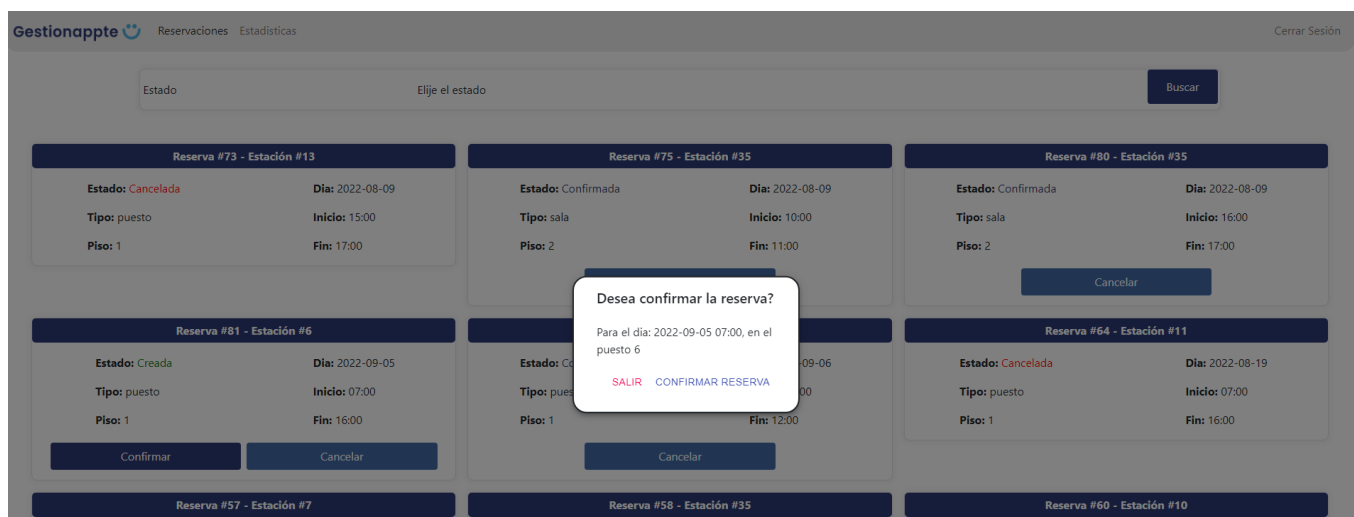 Gestionappte Reservaciones Estadísticas Cerrar Sesión
Estado Elije el estado Buscar
Reserva #73 - Estación #13
Estado: Cancelada Dia: 2022-08-09
Tipo: puesto Inicio: 15:00
Piso: 1 Fin: 17:00
Reserva #75 - Estación #35
Estado: Confirmada Dia: 2022-08-09
Tipo: sala Inicio: 10:00
Piso: 2 Fin: 11:00
Reserva #80 - Estación #35
Estado: Confirmada Dia: 2022-08-09
Tipo: sala Inicio: 16:00
Piso: 2 Fin: 17:00
Cancelar
Desea confirmar la reserva?
Para el dia: 2022-09-05 07:00, en el
puesto 6
SALIR CONFIRMAR RESERVA
Reserva #81 - Estación #6
Estado: Creada Dia: 2022-09-05
Tipo: puesto Inicio: 07:00
Piso: 1 Fin: 16:00
Confirmar Cancelar
Estado: -09-06
Tipo:
Piso: 1 Fin: 12:00
Cancelar
Reserva #64 - Estación #11
Estado: Cancelada Dia: 2022-08-19
Tipo: puesto Inicio: 07:00
Piso: 1 Fin: 16:00
Reserva #57 - Estación #7
Reserva #58 - Estación #35
Reserva #60 - Estación #10